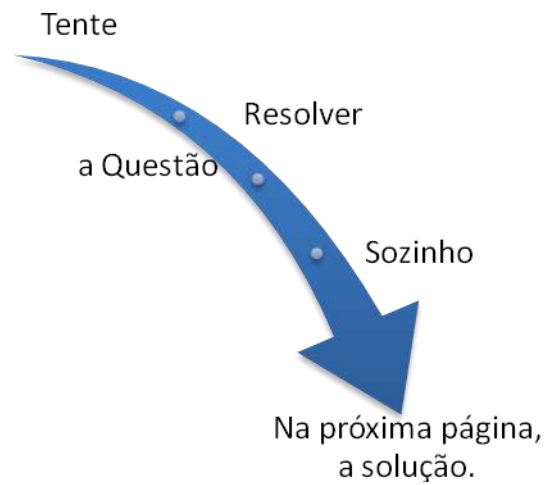 Tente
Resolver
a Questão
Sozinho
Na próxima página,
a solução.